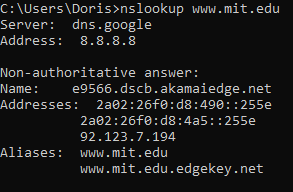 C:\Users\Doris>nslookup www.mit.edu
Server:  dns.google
Address:  8.8.8.8

Non-authoritative answer:
Name:    e9566.dscb.akamaiedge.net
Addresses:  2a02:26f0:d8:490::255e
          2a02:26f0:d8:4a5::255e
          92.123.7.194
Aliases:  www.mit.edu
          www.mit.edu.edgekey.net